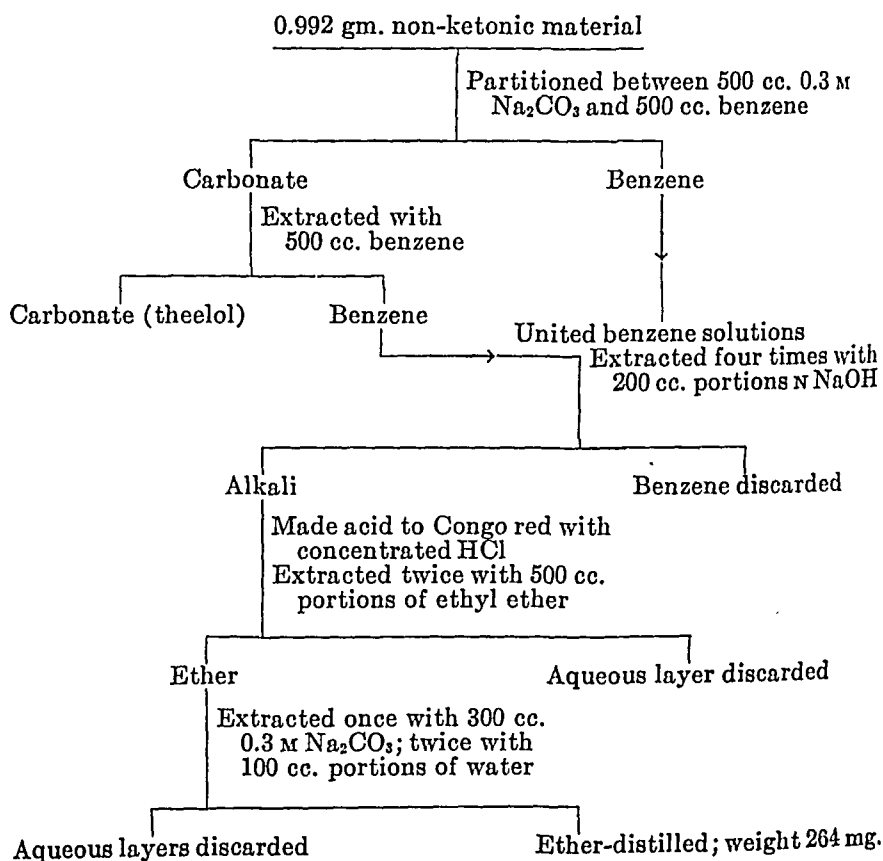 0.992 gm. non-ketonic material
Partitioned between 500 cc. 0.3 M
Na₂CO₃ and 500 cc. benzene
Carbonate
Benzene
Extracted with
500 cc. benzene
Carbonate (theelol)
Benzene
United benzene solutions
Extracted four times with
200 cc. portions N NaOH
Alkali
Benzene discarded
Made acid to Congo red with
concentrated HCl
Extracted twice with 500 cc.
portions of ethyl ether
Ether
Aqueous layer discarded
Extracted once with 300 cc.
0.3 M Na₂CO₃; twice with
100 cc. portions of water
Aqueous layers discarded
Ether-distilled; weight 264 mg.